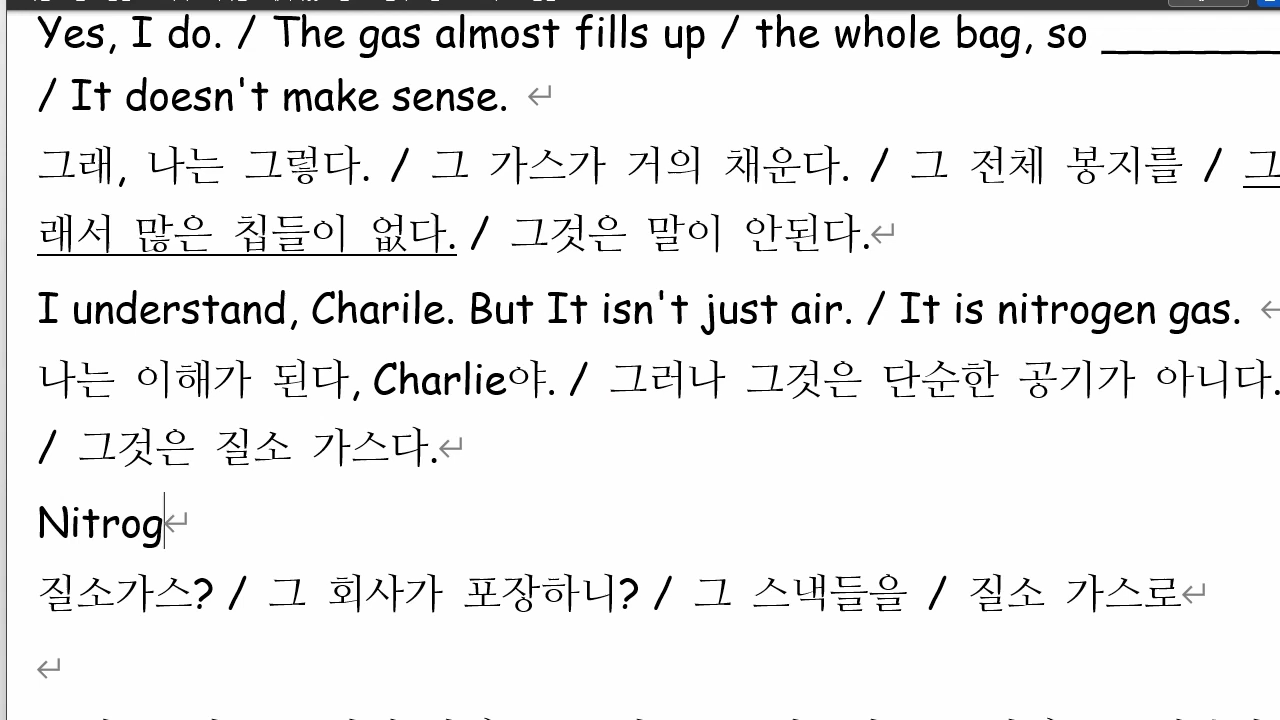 Yes, I do. / The gas almost fills up / the whole bag, so ________
/ It doesn't make sense.
그래, 나는 그렇다. / 그 가스가 거의 채운다. / 그 전체 봉지를 / 그
래서 많은 칩들이 없다. / 그것은 말이 안된다.
I understand, Charile. But It isn't just air. / It is nitrogen gas.
나는 이해가 된다, Charlie야. / 그러나 그것은 단순한 공기가 아니다.
/ 그것은 질소 가스다.
Nitrog
질소가스? / 그 회사가 포장하니? / 그 스낵들을 / 질소 가스로